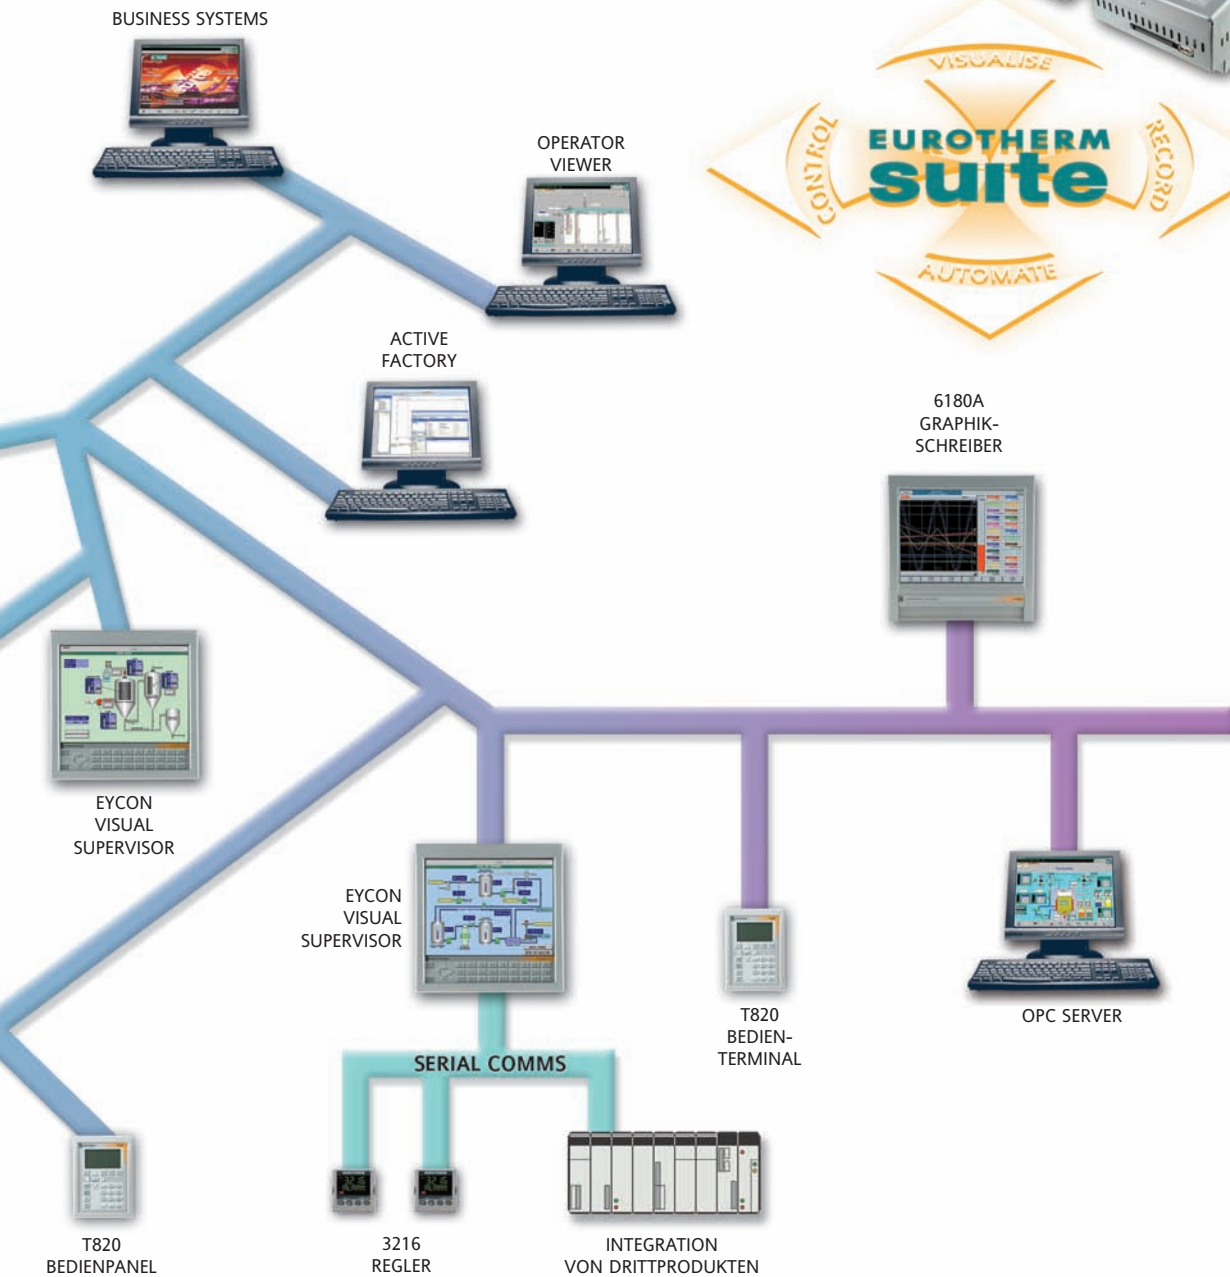 BUSINESS SYSTEMS
VISUALISE
OPERATOR
VIEWER
CONTROL
EUROTHERM
suite
RECORD
AUTOMATE
ACTIVE
FACTORY
6180A
GRAPHIK-
SCHREIBER
EYCON
VISUAL
SUPERVISOR
EYCON
VISUAL
SUPERVISOR
T820
BEDIEN-
TERMINAL
OPC SERVER
SERIAL COMMS
T820
BEDIENPANEL
3216
REGLER
INTEGRATION
VON DRITTPRODUKTEN